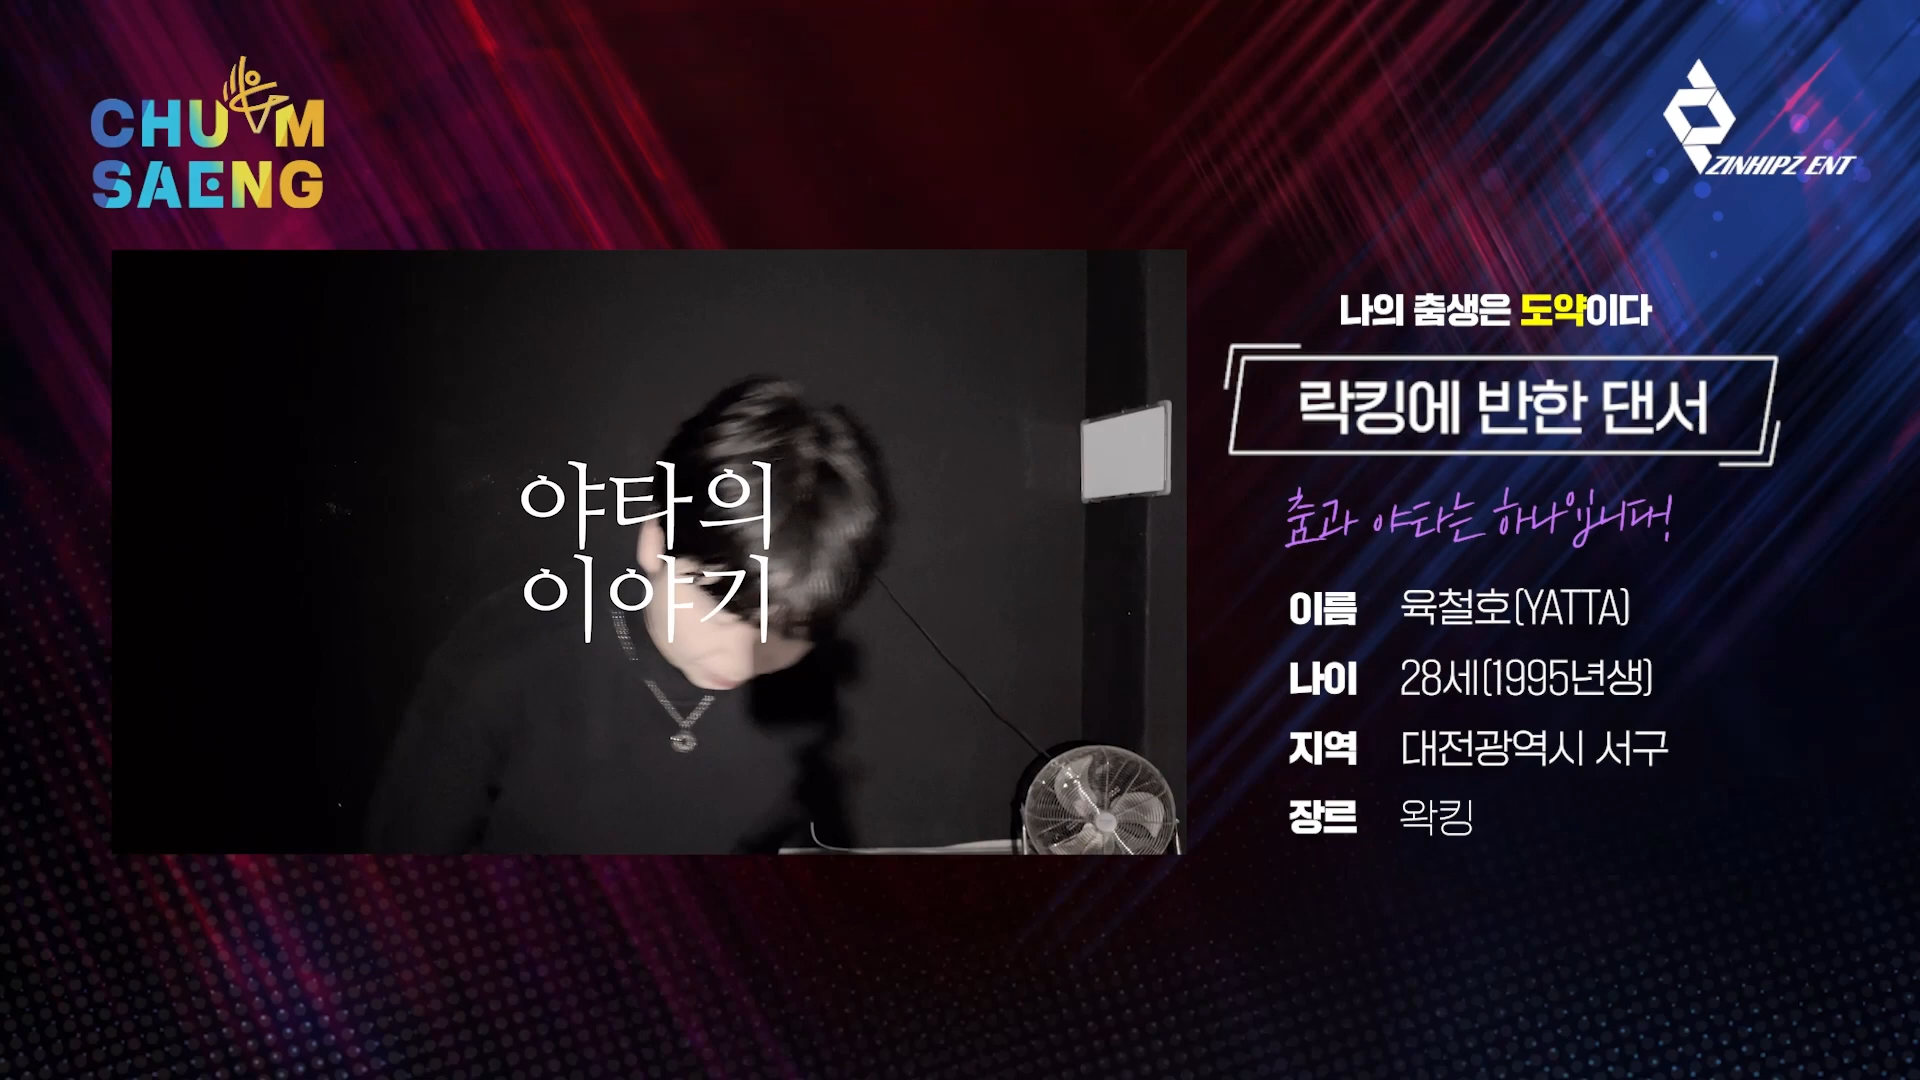 CHUM
SAENG
ZINHIPZ ENT
야타의
이야기
나의 춤생은 도약이다
락킹에 반한 댄서
춤과 야타는 하나입니다!
이름 육철호(YATTA)
나이 28세(1995년생)
지역 대전광역시 서구
장르 왁킹